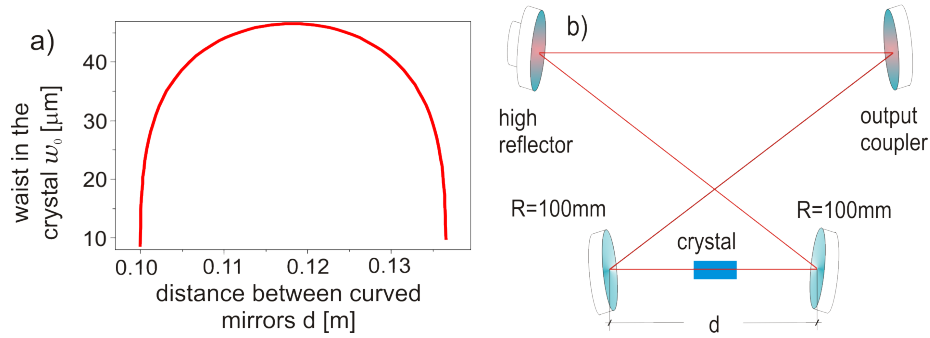 a)
waist in the
crystal w₀ [μm]
40
30
20
10
0.10
0.11
0.12
0.13
distance between curved
mirrors d [m]
b)
high
reflector
output
coupler
R=100mm
R=100mm
crystal
d